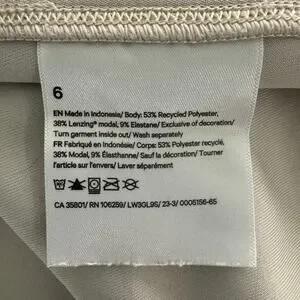 6
EN Made in Indonesia/ Body: 53% Recycled Polyester,
38% Lenzing® modal, 9% Elastane/ Exclusive of decoration/
Turn garment inside out/ Wash separately
FR Fabriqué en Indonésie/ Corps: 53% Polyester recyclé,
38% Modal, 9% Élasthanne/ Sauf la décoration/ Tourner
l'article sur l'envers/ Laver séparément
CA 35801/ RN 106259/ LW3GL9S/ 23-3/ 0005156-65